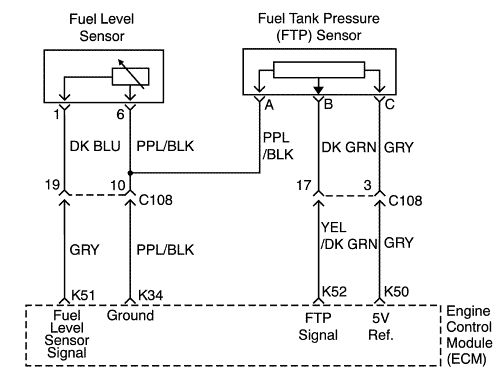 Fuel Level
Sensor
Fuel Tank Pressure
(FTP) Sensor
1
6
A
B
C
DK BLU
PPL/BLK
PPL
/BLK
DK GRN
GRY
19
10
C108
17
3
C108
GRY
PPL/BLK
YEL
/DK GRN
GRY
K51
K34
K52
K50
Fuel
Level
Sensor
Signal
Ground
FTP
Signal
5V
Ref.
Engine
Control
Module
(ECM)